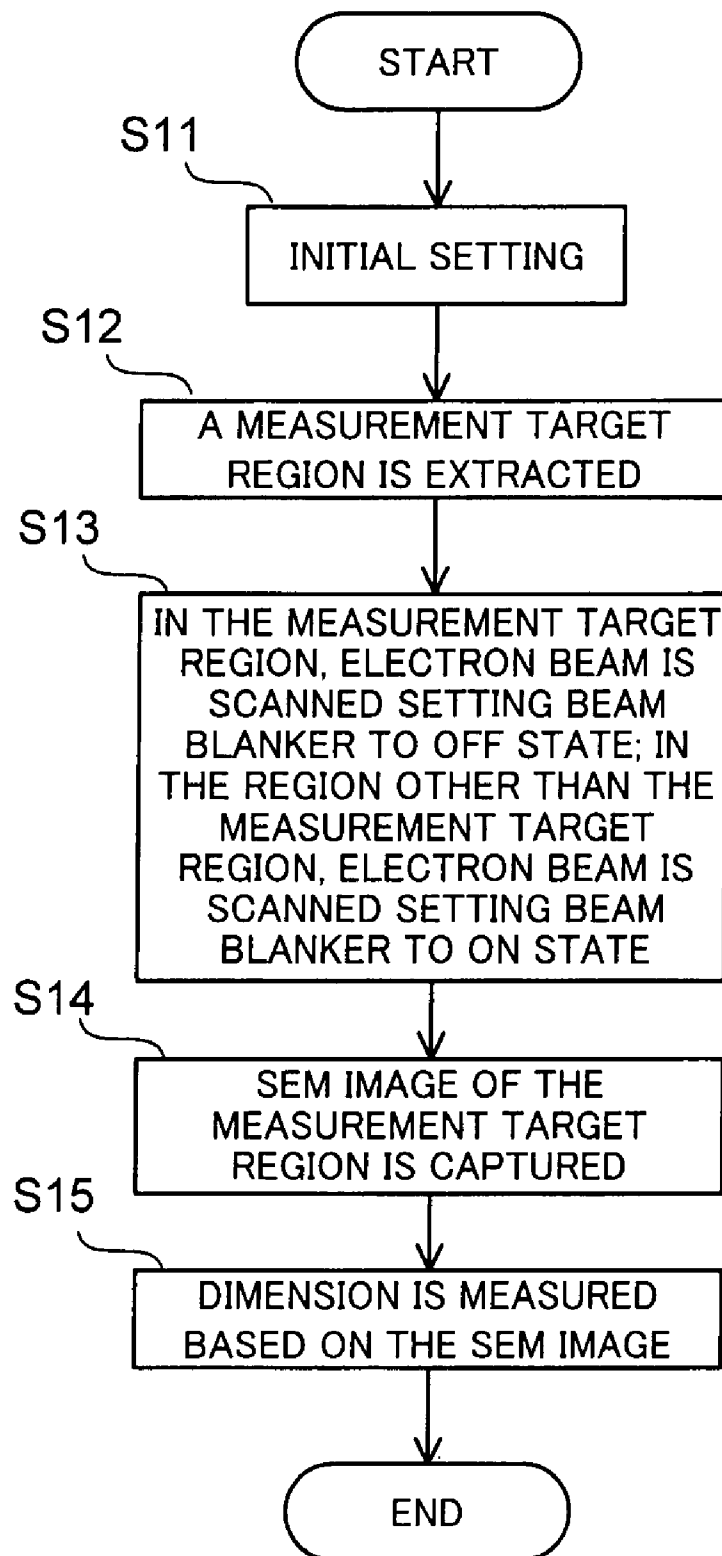 START
S11
INITIAL SETTING
S12
A MEASUREMENT TARGET
REGION IS EXTRACTED
S13
IN THE MEASUREMENT TARGET
REGION, ELECTRON BEAM IS
SCANNED SETTING BEAM
BLANKER TO OFF STATE; IN
THE REGION OTHER THAN THE
MEASUREMENT TARGET
REGION, ELECTRON BEAM IS
SCANNED SETTING BEAM
BLANKER TO ON STATE
S14
SEM IMAGE OF THE
MEASUREMENT TARGET
REGION IS CAPTURED
S15
DIMENSION IS MEASURED
BASED ON THE SEM IMAGE
END